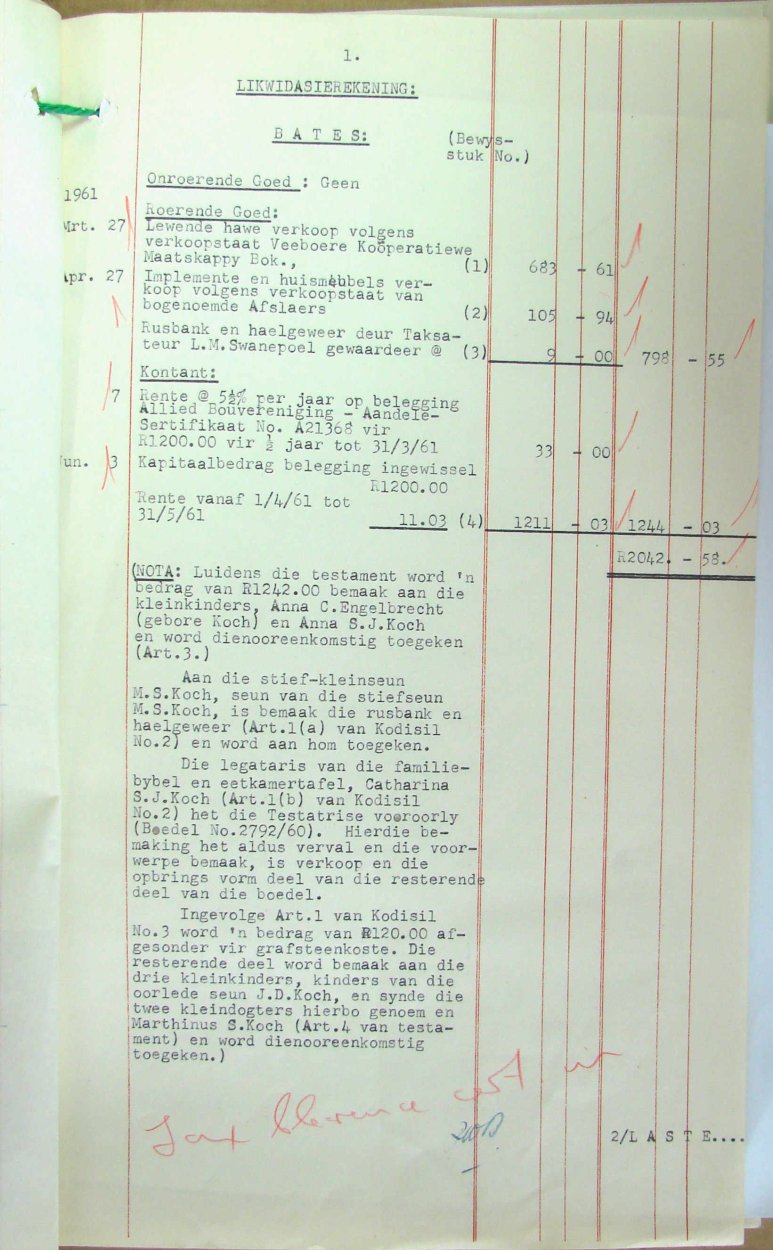 1.
LIKWIDASIEREKENING:
B A T E S:
(Bewys-
stuk No.)
Onroerende Goed : Geen
1961
Roerende Goed:
Mrt. 27 Lewende hawe verkoop volgens
verkoopstaat Veeboere Koöperatiewe
Maatskappy Bok., (1) 683 - 61
Apr. 27 Implemente en huismeubels ver-
koop volgens verkoopstaat van
bogenoemde Afslaers (2) 105 - 94
Rusbank en haelgeweer deur Taksa-
teur L.M.Swanepoel gewaardeer @ (3) 9 - 00 798 - 55
Kontant:
7 Rente @ 5½% per jaar op belegging
Allied Bouvereniging - Aandele-
Sertifikaat No. A21368 vir
R1200.00 vir ½ jaar tot 31/3/61 33 - 00
Jun. 3 Kapitaalbedrag belegging ingewissel
R1200.00
Rente vanaf 1/4/61 tot
31/5/61 11.03 (4) 1211 - 03 1244 - 03
R2042. - 58.
(NOTA: Luidens die testament word 'n
bedrag van R1242.00 bemaak aan die
kleinkinders, Anna C.Engelbrecht
(gebore Koch) en Anna S.J.Koch
en word dienooreenkomstig toegeken
(Art.3.)
Aan die stief-kleinseun
M.S.Koch, seun van die stiefseun
M.S.Koch, is bemaak die rusbank en
haelgeweer (Art.1(a) van Kodisil
No.2) en word aan hom toegeken.
Die legataris van die familie-
bybel en eetkamertafel, Catharina
S.J.Koch (Art.1(b) van Kodisil
No.2) het die Testatrise vooroorly
(Boedel No.2792/60). Hierdie be-
making het aldus verval en die voor-
werpe bemaak, is verkoop en die
opbrings vorm deel van die resterende
deel van die boedel.
Ingevolge Art.1 van Kodisil
No.3 word 'n bedrag van R120.00 af-
gesonder vir grafsteenkoste. Die
resterende deel word bemaak aan die
drie kleinkinders, kinders van die
oorlede seun J.D.Koch, en synde die
twee kleindogters hierbo genoem en
Marthinus S.Koch (Art.4 van testa-
ment) en word dienooreenkomstig
toegeken.)
2/L A S T E....